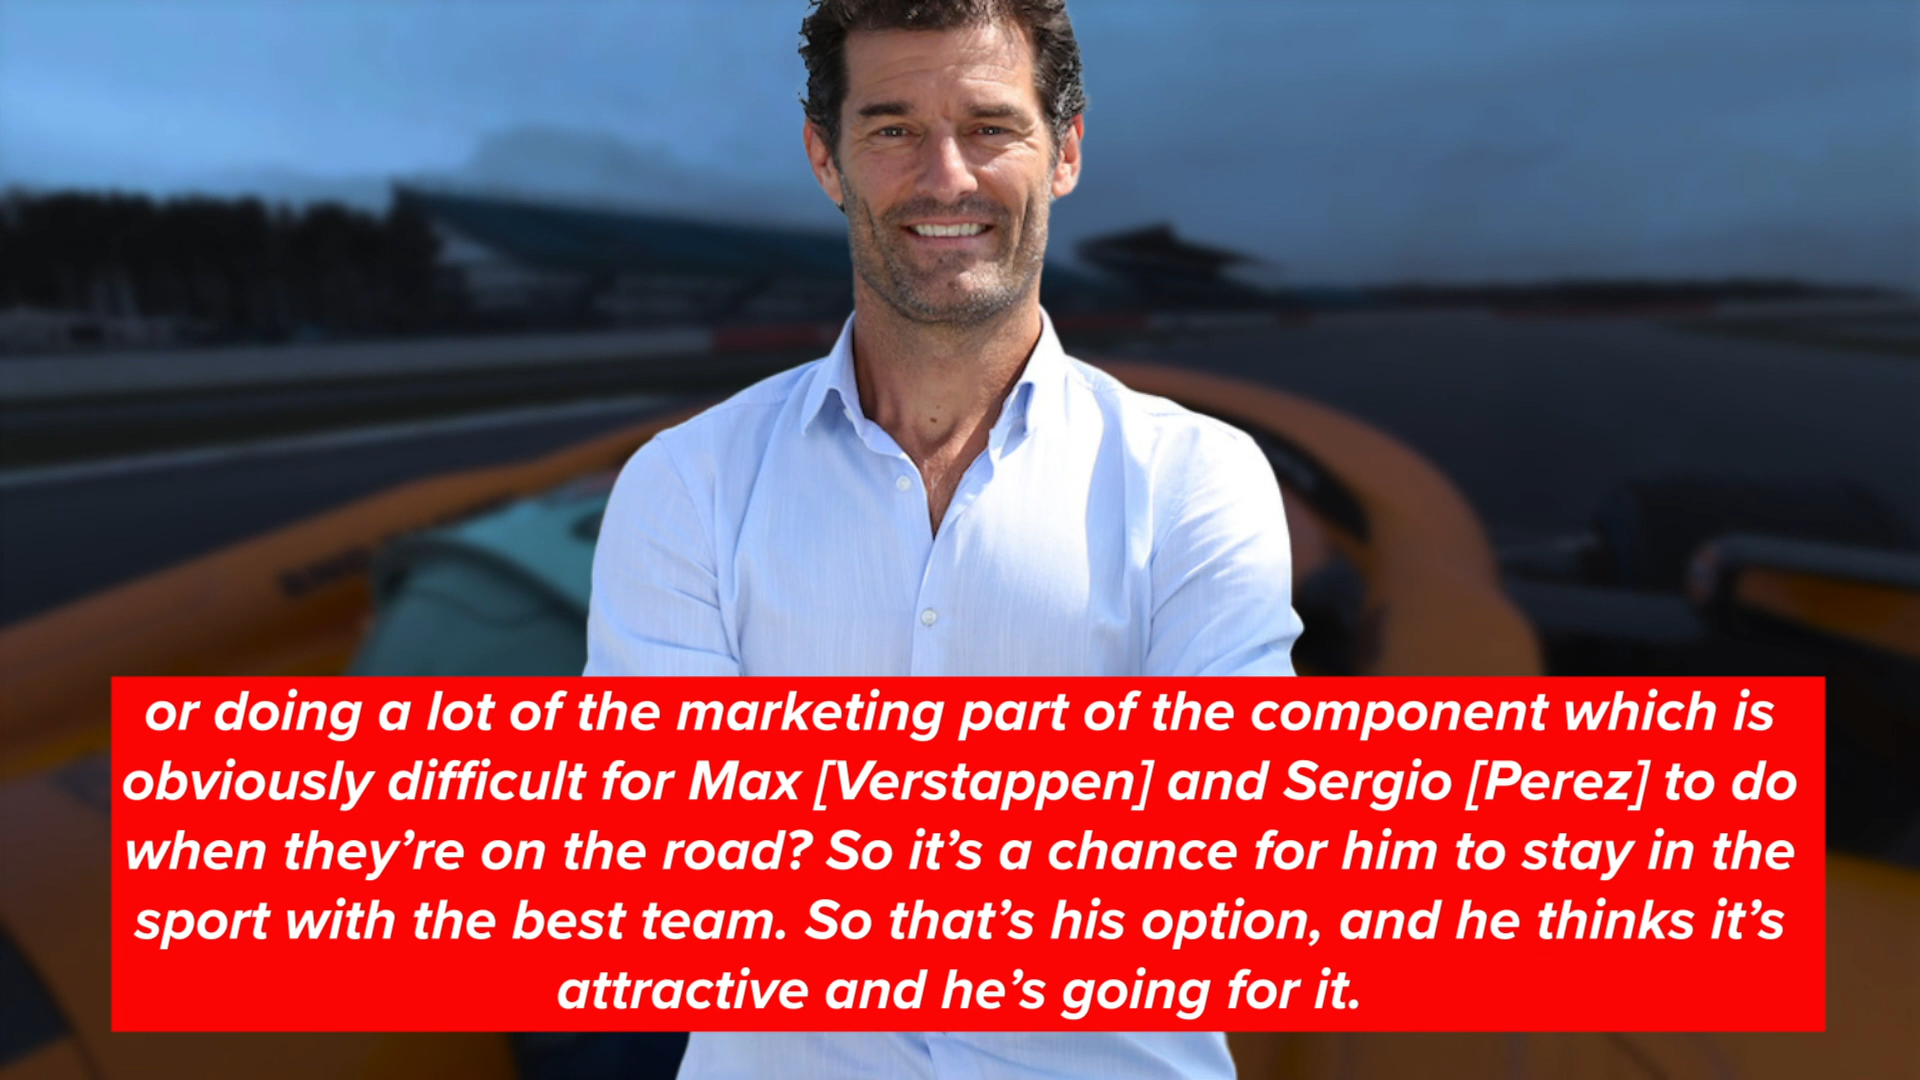 or doing a lot of the marketing part of the component which is
obviously difficult for Max [Verstappen] and Sergio [Perez] to do
when they’re on the road? So it’s a chance for him to stay in the
sport with the best team. So that’s his option, and he thinks it’s
attractive and he’s going for it.